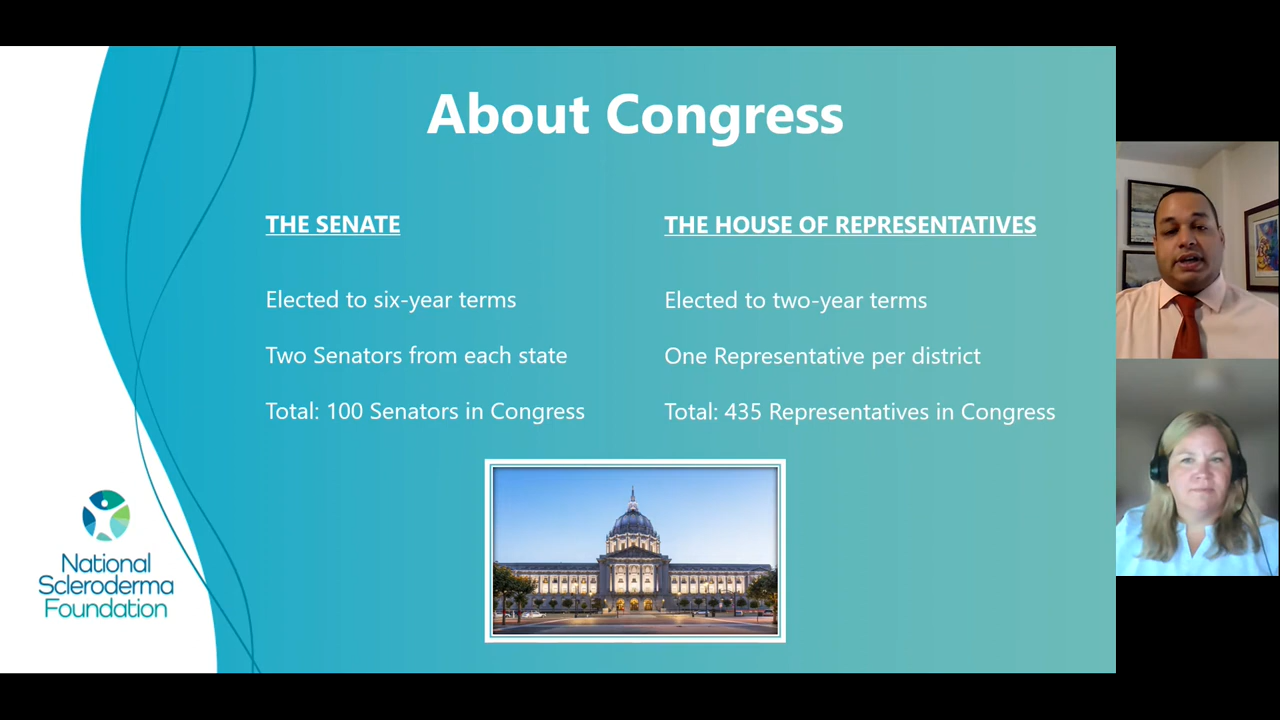 About Congress
THE SENATE
Elected to six-year terms
Two Senators from each state
Total: 100 Senators in Congress
THE HOUSE OF REPRESENTATIVES
Elected to two-year terms
One Representative per district
Total: 435 Representatives in Congress
National
Scleroderma
Foundation